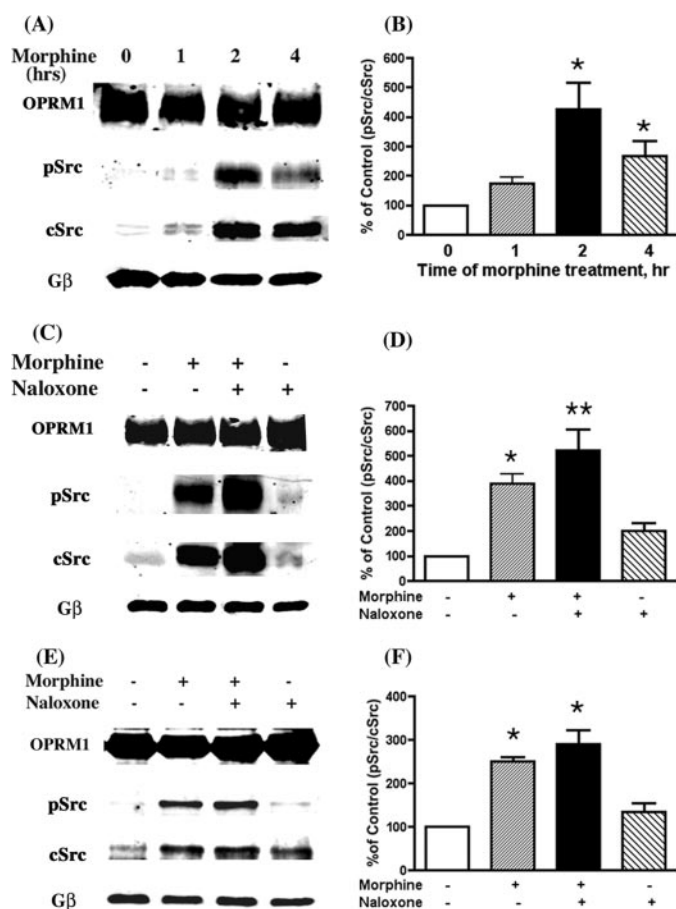 (A)
Morphine 0 1 2 4
(hrs)
OPRM1
pSrc
cSrc
Gβ
(B)
% of Control (pSrc/cSrc)
600
500
400
300
200
100
0
*
*
0 1 2 4
Time of morphine treatment, hr
(C)
Morphine - + + -
Naloxone - - + +
OPRM1
pSrc
cSrc
Gβ
(D)
% of Control (pSrc/cSrc)
700
600
500
400
300
200
100
0
*
**
Morphine - + + -
Naloxone - - + +
(E)
Morphine - + + -
Naloxone - - + +
OPRM1
pSrc
cSrc
Gβ
(F)
%of Control (pSrc/cSrc)
400
300
200
100
0
*
*
Morphine - + + -
Naloxone - - + +